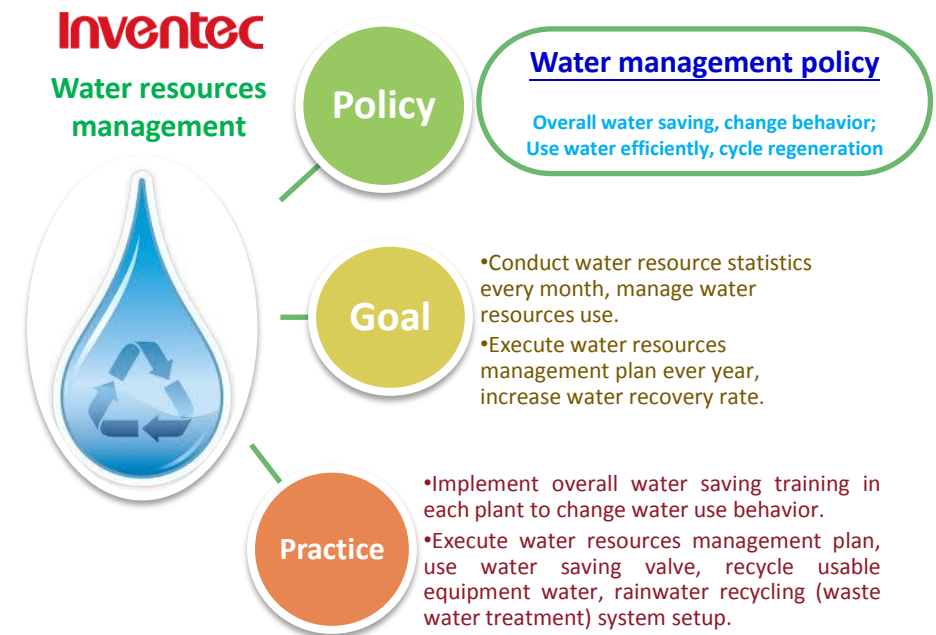 Inventec
Water resources
management
Policy
Water management policy
Overall water saving, change behavior;
Use water efficiently, cycle regeneration
Goal
•Conduct water resource statistics
every month, manage water
resources use.
•Execute water resources
management plan ever year,
increase water recovery rate.
Practice
•Implement overall water saving training in
each plant to change water use behavior.
•Execute water resources management plan,
use water saving valve, recycle usable
equipment water, rainwater recycling (waste
water treatment) system setup.